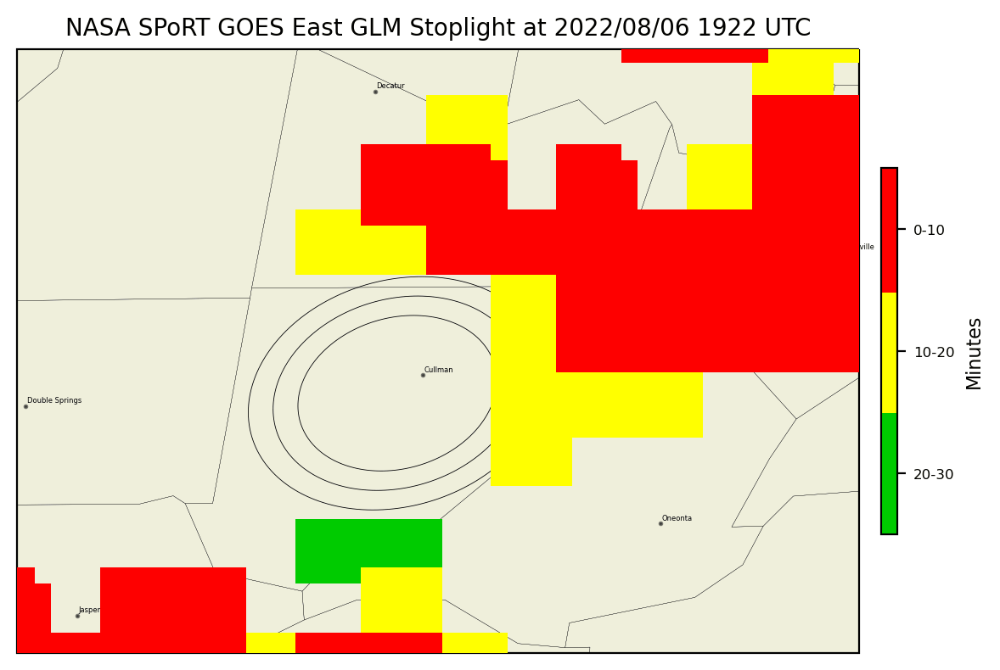 NASA SPoRT GOES East GLM Stoplight at 2022/08/06 1922 UTC
Decatur
ville
0-10
10-20
20-30
Minutes
Cullman
Double Springs
Oneonta
Jasper